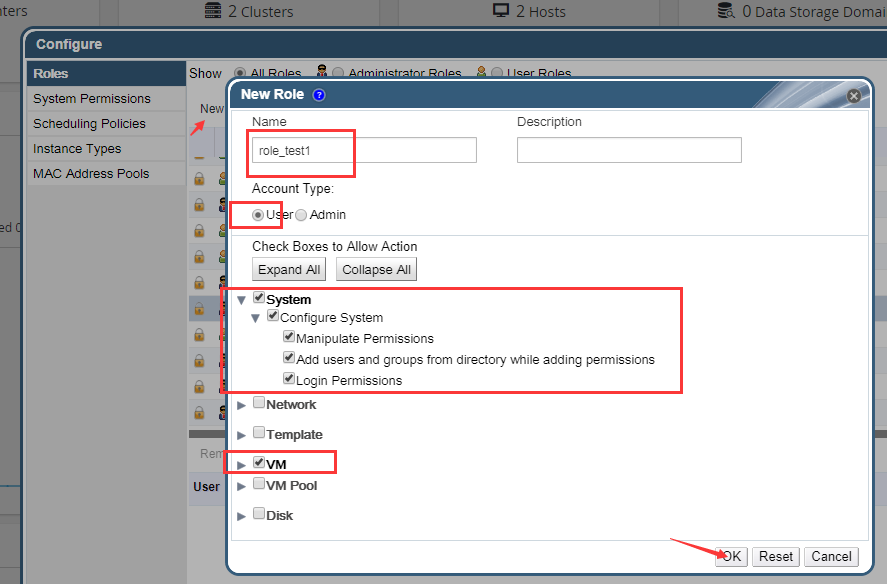 ters
2 Clusters
2 Hosts
0 Data Storage Domai
Configure
Roles
System Permissions
Scheduling Policies
Instance Types
MAC Address Pools
Show All Roles Administrator Roles User Roles
New
New Role ?
Name
Description
role_test1
Account Type:
User Admin
Check Boxes to Allow Action
Expand All
Collapse All
System
Configure System
Manipulate Permissions
Add users and groups from directory while adding permissions
Login Permissions
Network
Template
VM
VM Pool
Disk
OK
Reset
Cancel
ed 0
Rem
User